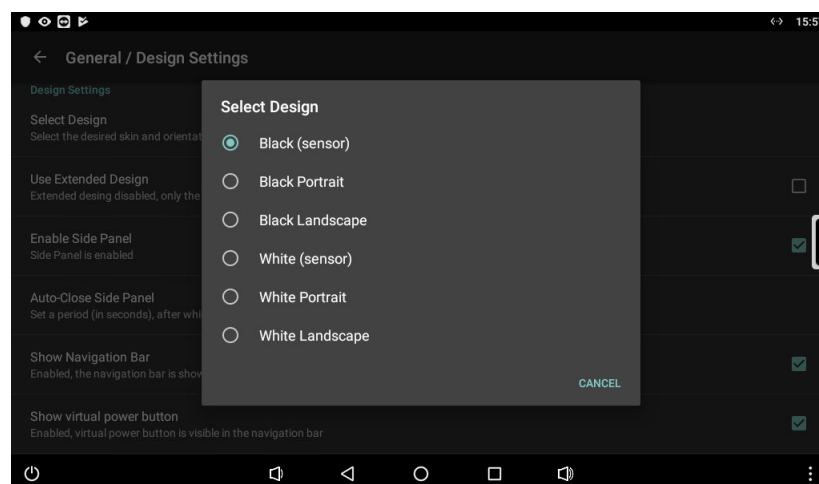 15:5
General / Design Settings
Design Settings
Select Design
Select the desired skin and orientat
Use Extended Design
Extended desing disabled, only the
Enable Side Panel
Side Panel is enabled
Auto-Close Side Panel
Set a period (in seconds), after whi
Show Navigation Bar
Enabled, the navigation bar is show
Show virtual power button
Enabled, virtual power button is visible in the navigation bar
Select Design
Black (sensor)
Black Portrait
Black Landscape
White (sensor)
White Portrait
White Landscape
CANCEL